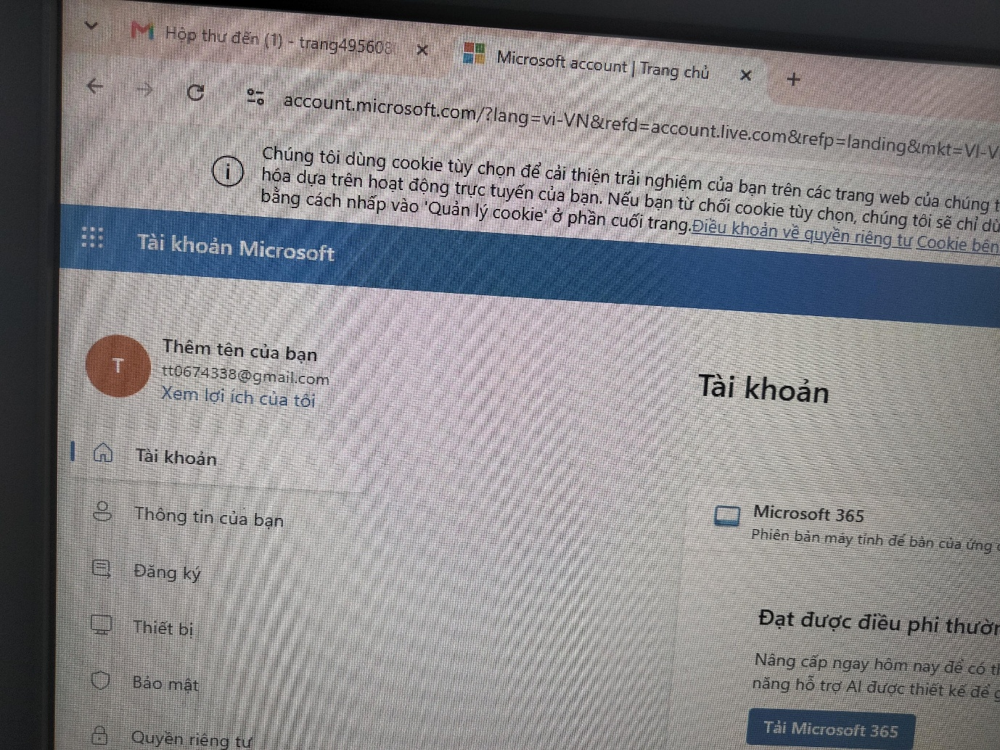 Hộp thư đến (1) - trang495608
Microsoft account | Trang chủ
account.microsoft.com/?lang=vi-VN&refd=account.live.com&refp=landing&mkt=VI-V
Chúng tôi dùng cookie tùy chọn để cải thiện trải nghiệm của bạn trên các trang web của chúng t
hóa dựa trên hoạt động trực tuyến của bạn. Nếu bạn từ chối cookie tùy chọn, chúng tôi sẽ chỉ dù
bằng cách nhấp vào 'Quản lý cookie' ở phần cuối trang.Điều khoản về quyền riêng tư Cookie bên
Tài khoản Microsoft
T
Thêm tên của bạn
tt0674338@gmail.com
Xem lợi ích của tôi
Tài khoản
Tài khoản
Thông tin của bạn
Microsoft 365
Phiên bản máy tính để bàn của ứng
Đăng ký
Đạt được điều phi thườn
Thiết bị
Nâng cấp ngay hôm nay để có th
năng hỗ trợ AI được thiết kế để g
Bảo mật
Tải Microsoft 365
Quyền riêng tư